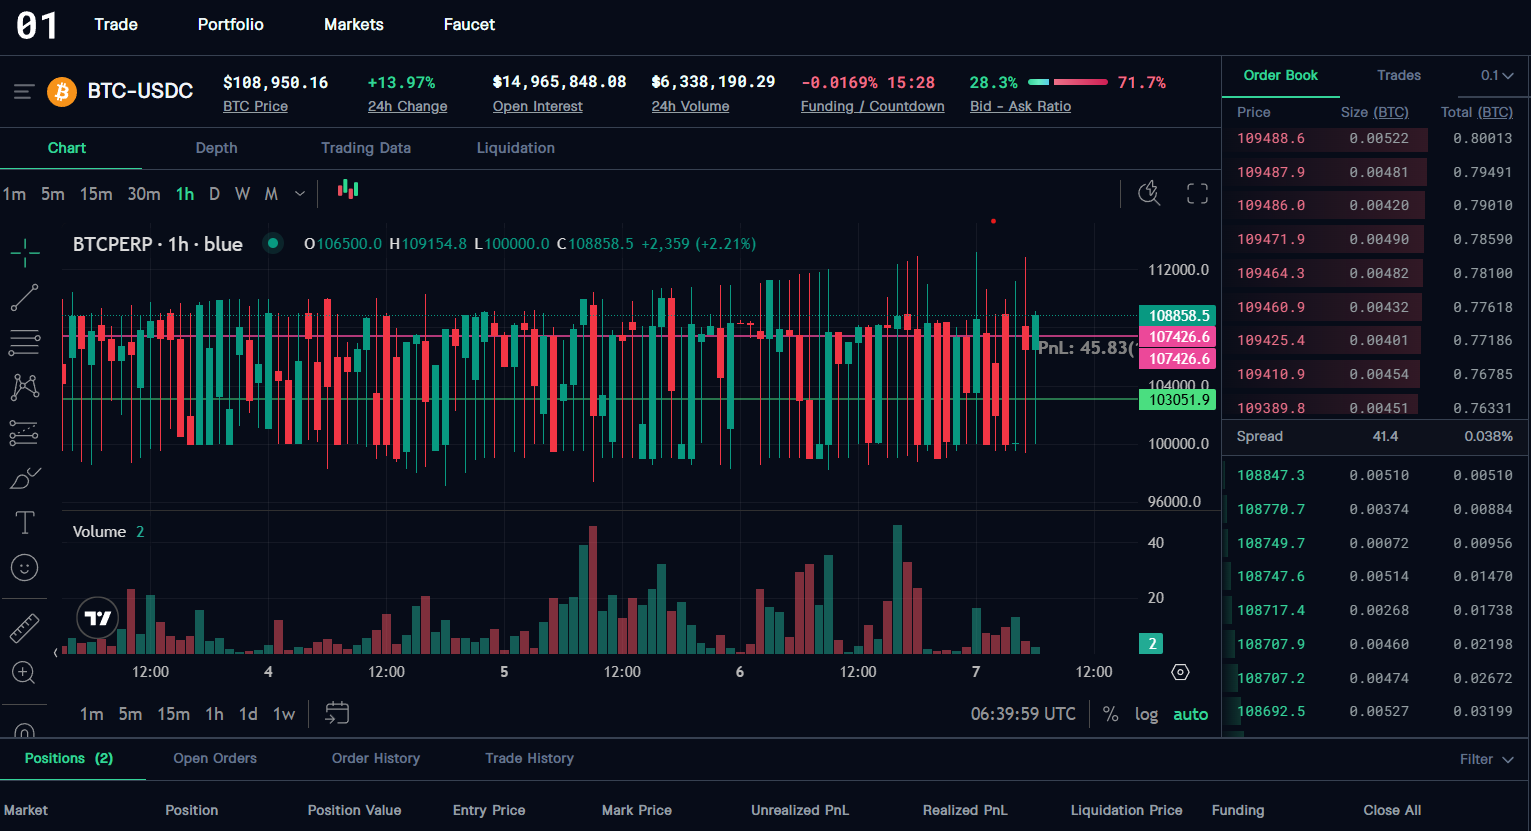 01 Trade Portfolio Markets Faucet
BTC-USDC $108,950.16 +13.97% $14,965,848.08 $6,338,190.29 -0.0169% 15:28 28.3% 71.7%
BTC Price 24h Change Open Interest 24h Volume Funding / Countdown Bid - Ask Ratio
Chart Depth Trading Data Liquidation
1m 5m 15m 30m 1h D W M
BTCPERP · 1h · blue O106500.0 H109154.8 L100000.0 C108858.5 +2,359 (+2.21%)
112000.0
108858.5
107426.6
PnL: 45.83(
107426.6
104000.0
103051.9
100000.0
96000.0
Volume 2
40
20
2
12:00 4 12:00 5 12:00 6 12:00 7 12:00
1m 5m 15m 1h 1d 1w 06:39:59 UTC % log auto
Order Book Trades 0.1
Price Size (BTC) Total (BTC)
109488.6 0.00522 0.80013
109487.9 0.00481 0.79491
109486.0 0.00420 0.79010
109471.9 0.00490 0.78590
109464.3 0.00482 0.78100
109460.9 0.00432 0.77618
109425.4 0.00401 0.77186
109410.9 0.00454 0.76785
109389.8 0.00451 0.76331
Spread 41.4 0.038%
108847.3 0.00510 0.00510
108770.7 0.00374 0.00884
108749.7 0.00072 0.00956
108747.6 0.00514 0.01470
108717.4 0.00268 0.01738
108707.9 0.00460 0.02198
108707.2 0.00474 0.02672
108692.5 0.00527 0.03199
Positions (2) Open Orders Order History Trade History Filter
Market Position Position Value Entry Price Mark Price Unrealized PnL Realized PnL Liquidation Price Funding Close All